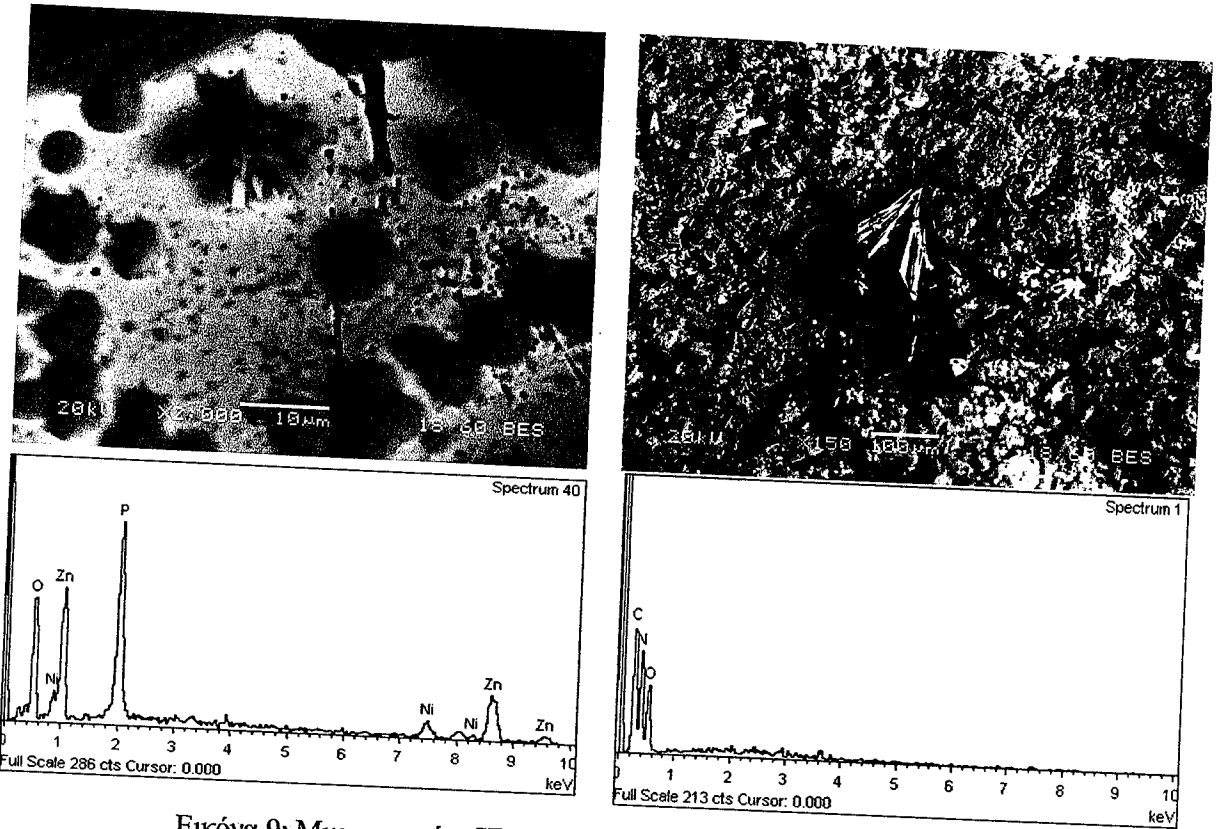 20kV X2,000 10µm 18 60 BES
Spectrum 40
P
O Zn
Ni
Ni Ni Zn Zn
1 2 3 4 5 6 7 8 9 10
Full Scale 286 cts Cursor: 0.000 keV
20kV X150 100µm BES
Spectrum 1
C
N
O
0 1 2 3 4 5 6 7 8 9 10
Full Scale 213 cts Cursor: 0.000 keV
Εικόνα 9: